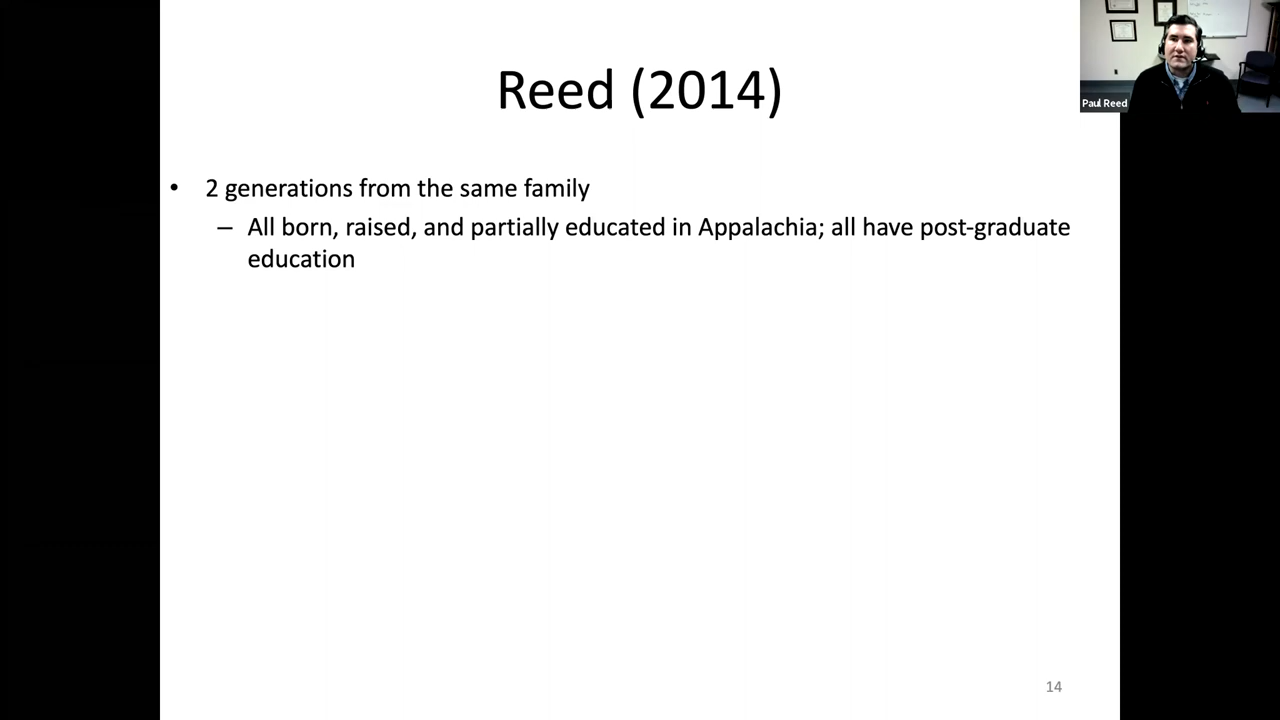 Reed (2014)
Paul Reed
• 2 generations from the same family
– All born, raised, and partially educated in Appalachia; all have post-graduate
education
14